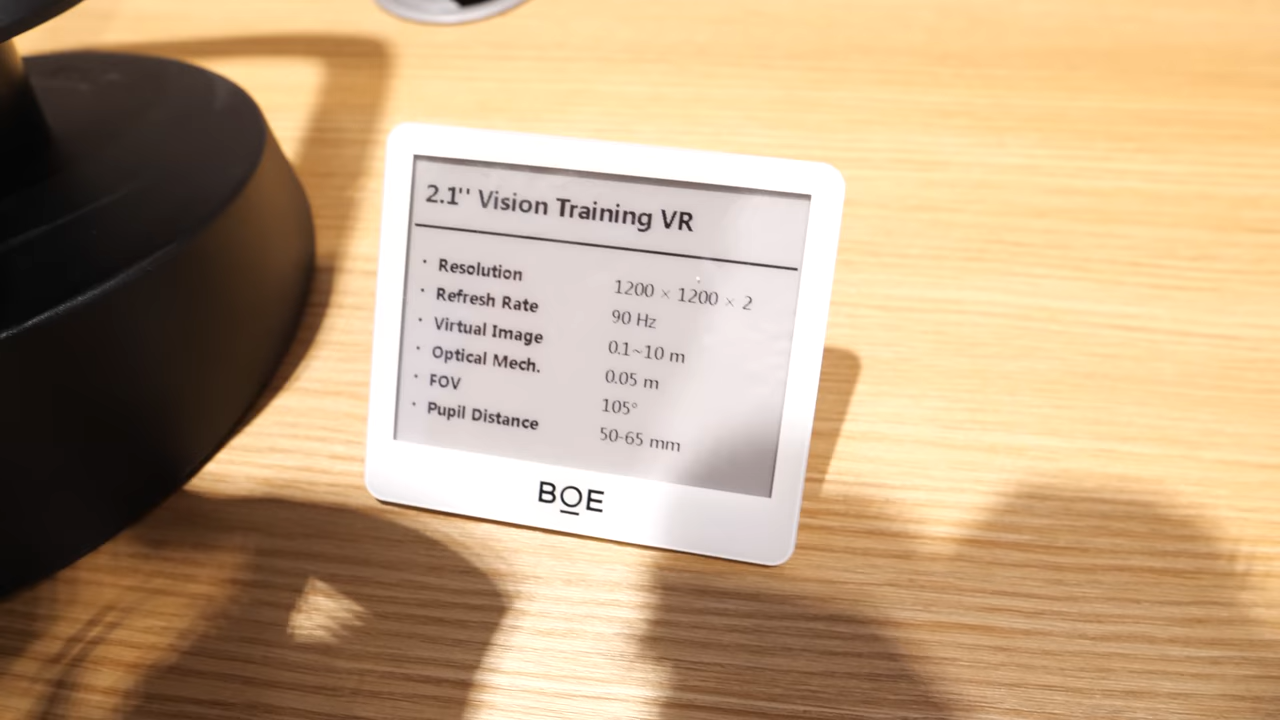 2.1'' Vision Training VR
· Resolution 1200 × 1200 × 2
· Refresh Rate 90 Hz
· Virtual Image 0.1~10 m
· Optical Mech. 0.05 m
· FOV 105°
· Pupil Distance 50-65 mm
BOE